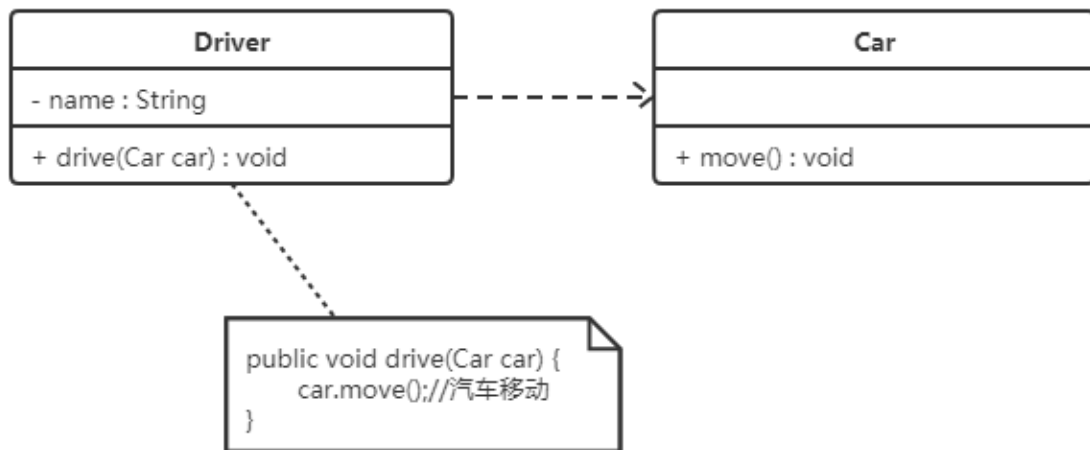 Driver
- name : String
+ drive(Car car) : void
Car
+ move() : void
public void drive(Car car) {
car.move();//汽车移动
}